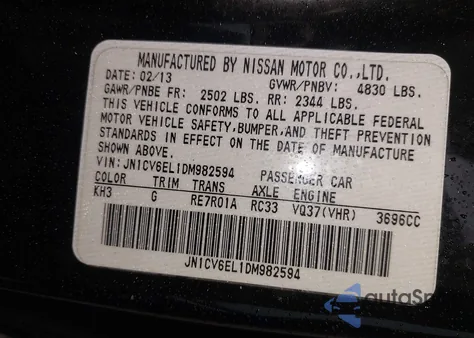 MANUFACTURED BY NISSAN MOTOR CO.,LTD.
DATE: 02/13 GVWR/PNBV: 4830 LBS.
GAWR/PNBE FR: 2502 LBS. RR: 2344 LBS.
THIS VEHICLE CONFORMS TO ALL APPLICABLE FEDERAL
MOTOR VEHICLE SAFETY,BUMPER,AND THEFT PREVENTION
STANDARDS IN EFFECT ON THE DATE OF MANUFACTURE
SHOWN ABOVE.
VIN: JN1CV6EL1DM982594 PASSENGER CAR
COLOR TRIM TRANS AXLE ENGINE
KH3 G RE7R01A RC33 VQ37(VHR) 3696CC
JN1CV6EL1DM982594